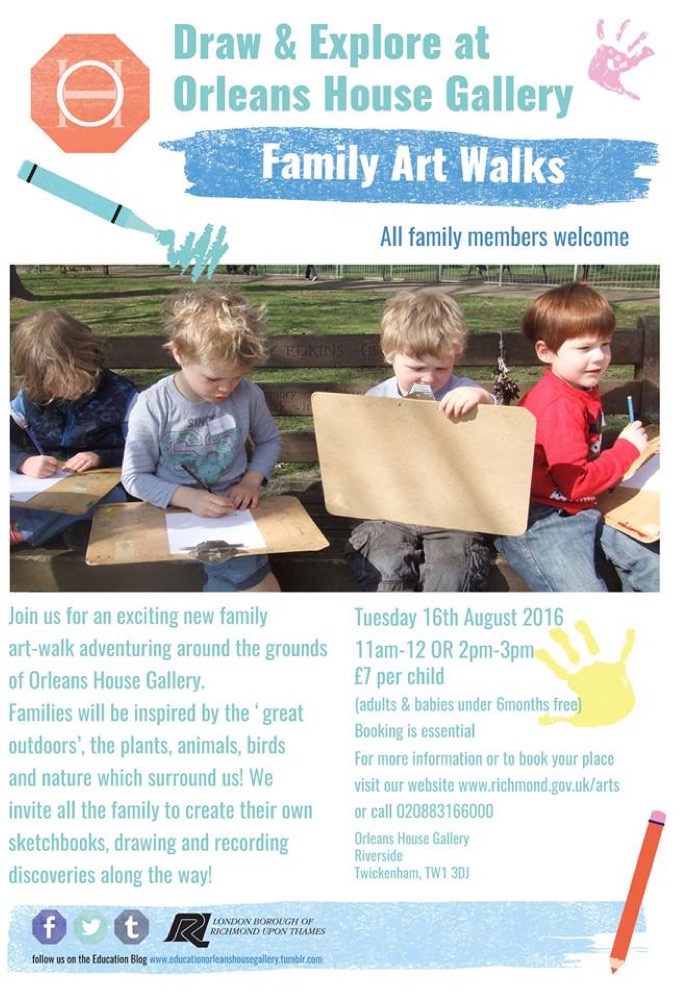 Draw & Explore at
Orleans House Gallery
Family Art Walks
All family members welcome
EDKINS
Join us for an exciting new family
art-walk adventuring around the grounds
of Orleans House Gallery.
Families will be inspired by the ‘ great
outdoors’, the plants, animals, birds
and nature which surround us! We
invite all the family to create their own
sketchbooks, drawing and recording
discoveries along the way!
Tuesday 16th August 2016
11am-12 OR 2pm-3pm
£7 per child
(adults & babies under 6months free)
Booking is essential
For more information or to book your place
visit our website www.richmond.gov.uk/arts
or call 020883166000
Orleans House Gallery
Riverside
Twickenham, TW1 3DJ
LONDON BOROUGH OF
RICHMOND UPON THAMES
follow us on the Education Blog www.educationorleanshousegallery.tumblr.com